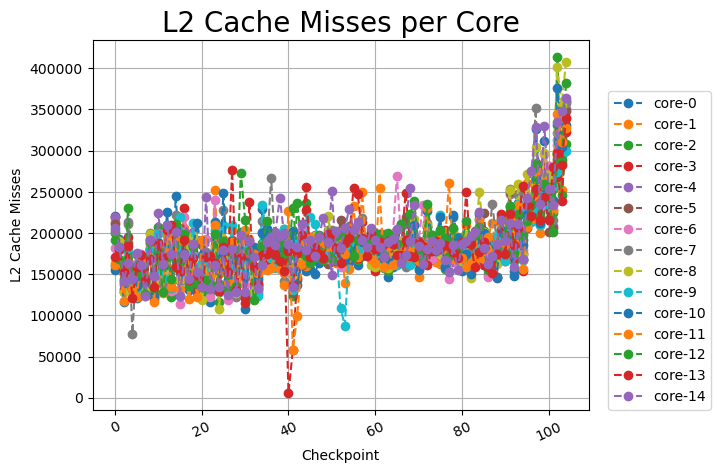 L2 Cache Misses per Core
L2 Cache Misses
400000
350000
300000
250000
200000
150000
100000
50000
0
0
20
40
60
80
100
Checkpoint
core-0
core-1
core-2
core-3
core-4
core-5
core-6
core-7
core-8
core-9
core-10
core-11
core-12
core-13
core-14